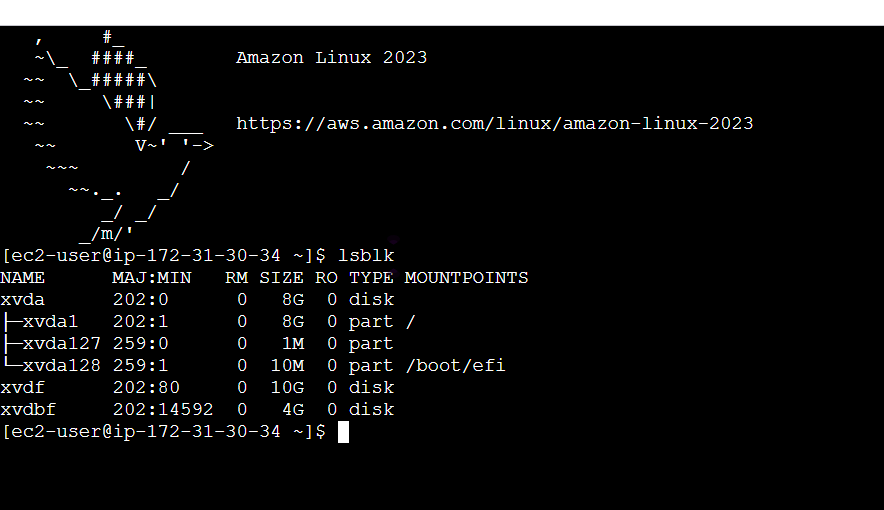 ,     #_
   ~\_  ####_        Amazon Linux 2023
  ~~  \_#####\
  ~~     \###|
  ~~       \#/ ___   https://aws.amazon.com/linux/amazon-linux-2023
   ~~       V~' '->
    ~~~         /
      ~~._.   _/
         _/ _/
       _/m/'
[ec2-user@ip-172-31-30-34 ~]$ lsblk
NAME      MAJ:MIN   RM SIZE RO TYPE MOUNTPOINTS
xvda      202:0      0   8G  0 disk
├─xvda1   202:1      0   8G  0 part /
├─xvda127 259:0      0   1M  0 part
└─xvda128 259:1      0  10M  0 part /boot/efi
xvdf      202:80     0  10G  0 disk
xvdbf     202:14592  0   4G  0 disk
[ec2-user@ip-172-31-30-34 ~]$